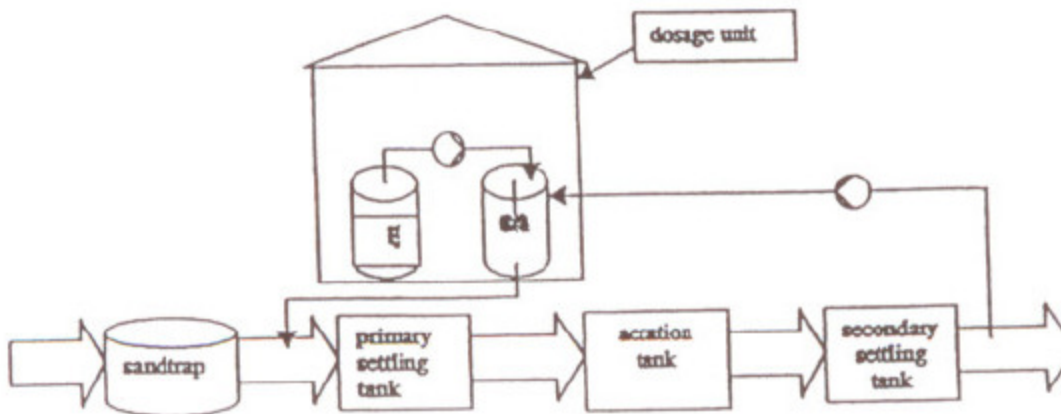 dosage unit
sandtrap
primary
settling
tank
aeration
tank
secondary
settling
tank